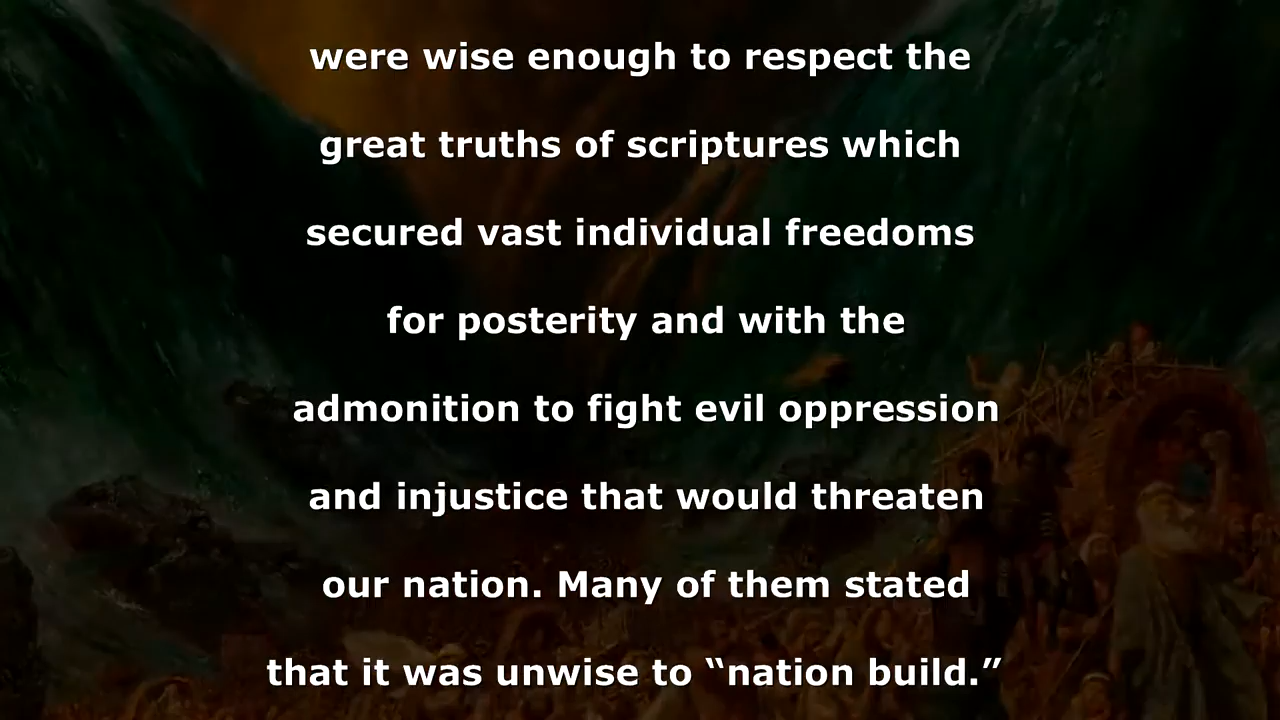 were wise enough to respect the
great truths of scriptures which
secured vast individual freedoms
for posterity and with the
admonition to fight evil oppression
and injustice that would threaten
our nation. Many of them stated
that it was unwise to “nation build.”